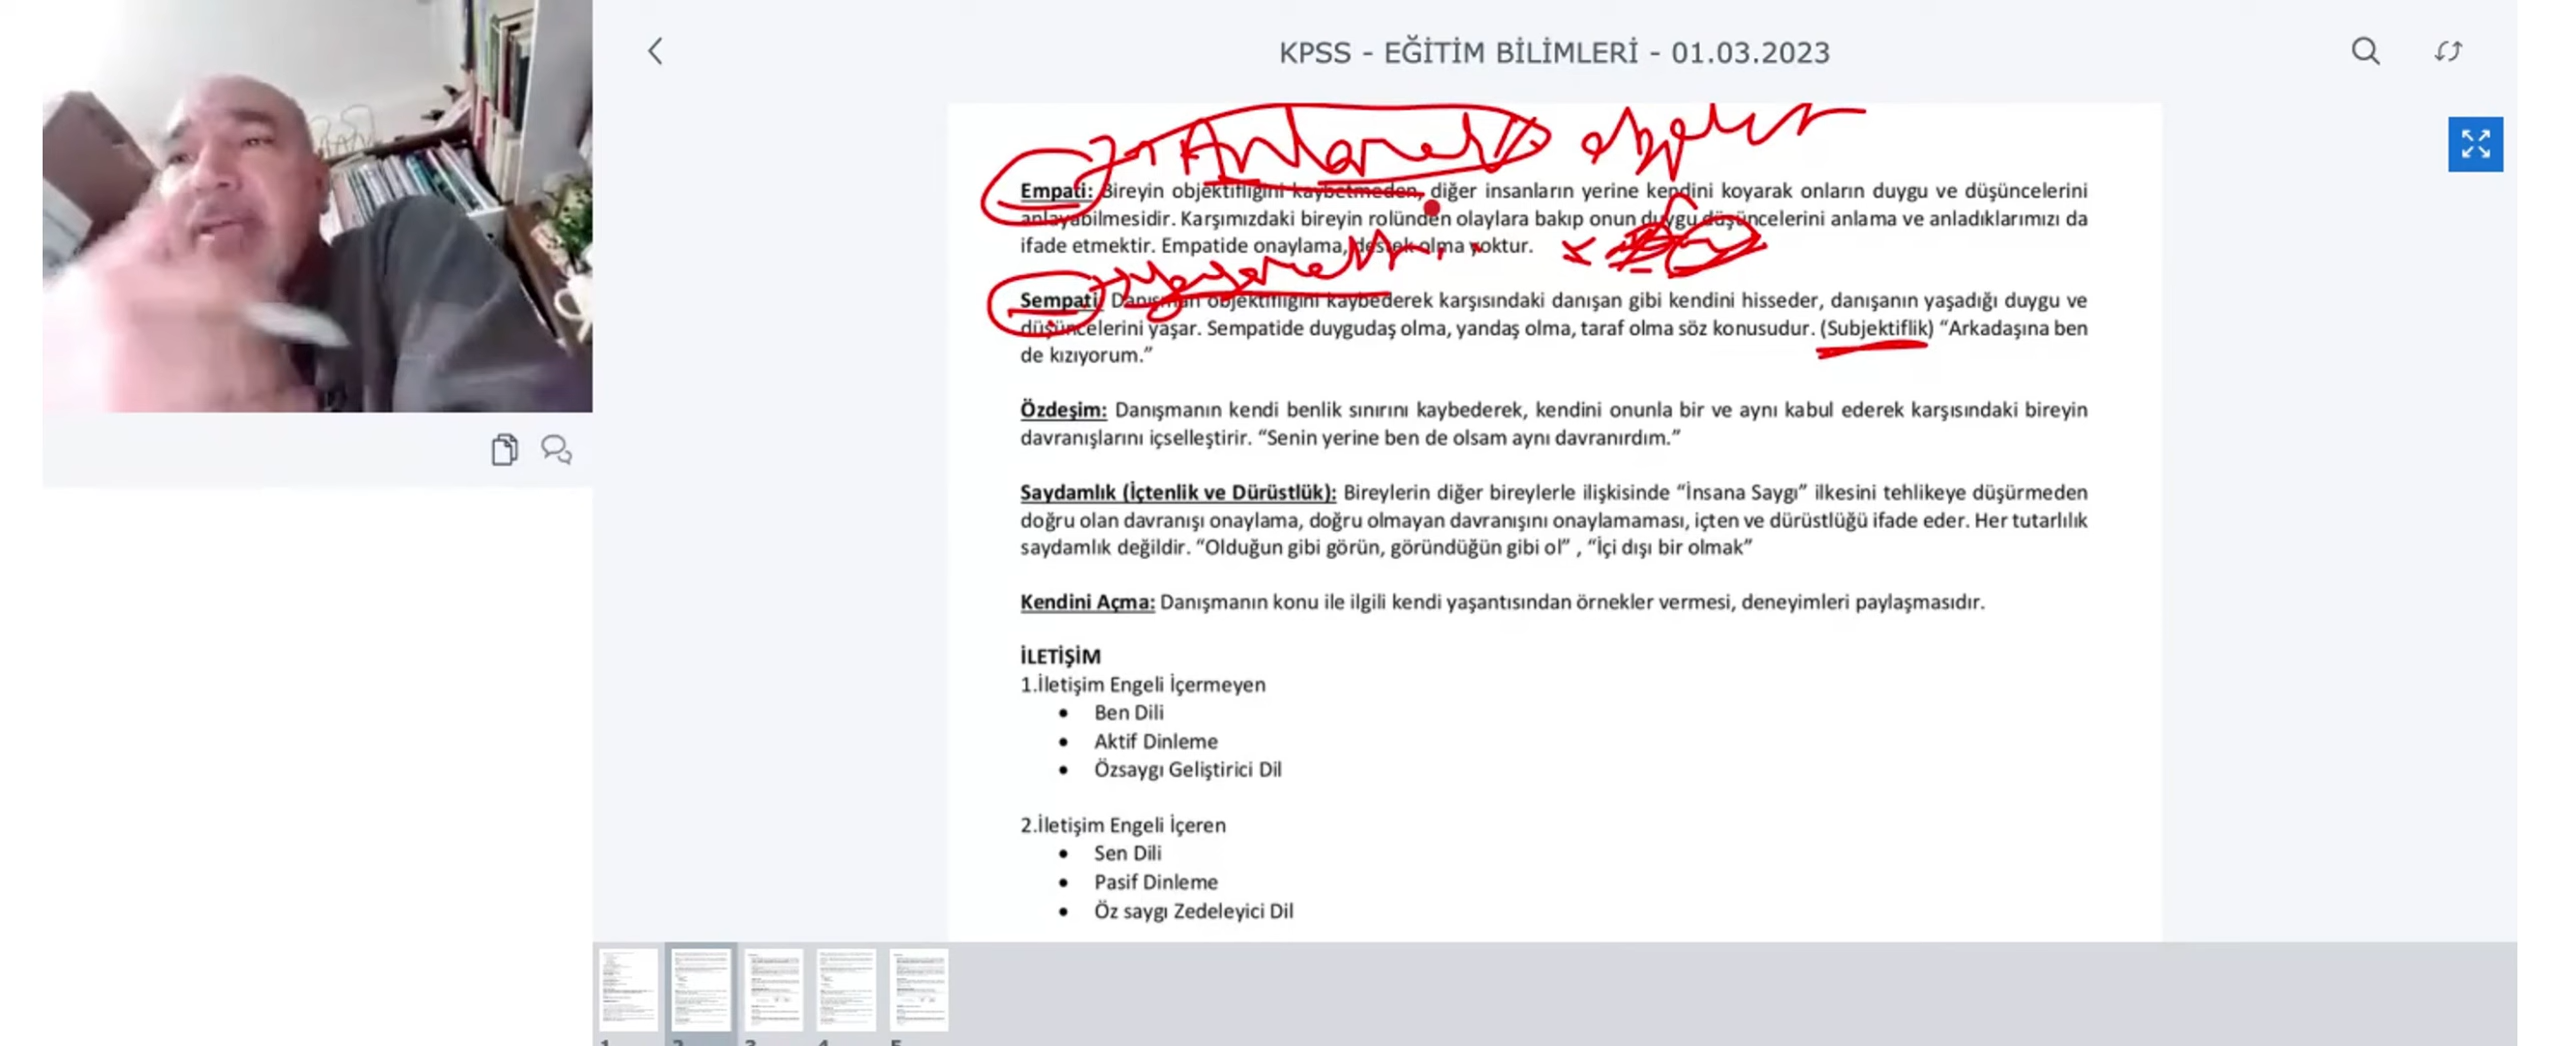 KPSS - EĞİTİM BİLİMLERİ - 01.03.2023
Anlamak
Empati: Bireyin objektifliğini kaybetmeden, diğer insanların yerine kendini koyarak onların duygu ve düşüncelerini
anlayabilmesidir. Karşımızdaki bireyin rolünden olaylara bakıp onun duygu düşüncelerini anlama ve anladıklarımızı da
ifade etmektir. Empatide onaylama, destek olma yoktur.
Sempati: Danışman objektifliğini kaybederek karşısındaki danışan gibi kendini hisseder, danışanın yaşadığı duygu ve
düşüncelerini yaşar. Sempatide duygudaş olma, yandaş olma, taraf olma söz konusudur. (Subjektiflik) “Arkadaşına ben
de kızıyorum.”
Özdeşim: Danışmanın kendi benlik sınırını kaybederek, kendini onunla bir ve aynı kabul ederek karşısındaki bireyin
davranışlarını içselleştirir. “Senin yerine ben de olsam aynı davranırdım.”
Saydamlık (İçtenlik ve Dürüstlük): Bireylerin diğer bireylerle ilişkisinde “İnsana Saygı” ilkesini tehlikeye düşürmeden
doğru olan davranışı onaylama, doğru olmayan davranışını onaylamaması, içten ve dürüstlüğü ifade eder. Her tutarlılık
saydamlık değildir. “Olduğun gibi görün, göründüğün gibi ol” , “İçi dışı bir olmak”
Kendini Açma: Danışmanın konu ile ilgili kendi yaşantısından örnekler vermesi, deneyimleri paylaşmasıdır.
İLETİŞİM
1.İletişim Engeli İçermeyen
• Ben Dili
• Aktif Dinleme
• Özsaygı Geliştirici Dil
2.İletişim Engeli İçeren
• Sen Dili
• Pasif Dinleme
• Öz saygı Zedeleyici Dil
1 2 3 4 5